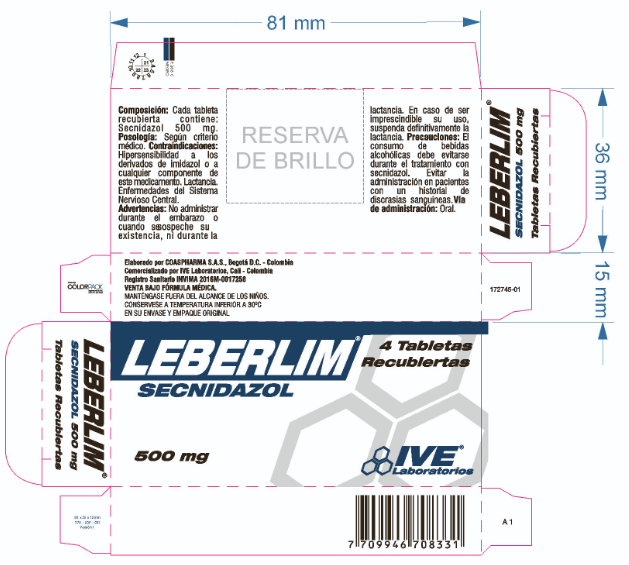 81 mm
Composición: Cada tableta
recubierta contiene:
Secnidazol 500 mg.
Posología: Según criterio
médico. Contraindicaciones:
Hipersensibilidad a los
derivados de imidazol o a
cualquier componente de
este medicamento. Lactancia.
Enfermedades del Sistema
Nervioso Central.
Advertencias: No administrar
durante el embarazo o
cuando se sospeche su
existencia, ni durante la
RESERVA
DE BRILLO
lactancia. En caso de ser
imprescindible su uso,
suspenda definitivamente la
lactancia. Precauciones: El
consumo de bebidas
alcohólicas debe evitarse
durante el tratamiento con
secnidazol. Evitar la
administración en pacientes
con un historial de
discrasias sanguíneas. Vía
de administración: Oral.
LEBERLIM®
SECNIDAZOL 500 mg
Tabletas Recubiertas
36 mm
15 mm
COLORPACK
Elaborado por COASPHARMA S.A.S., Bogotá D.C. - Colombia
Comercializado por IVE Laboratorios, Cali - Colombia
Registro Sanitario INVIMA 2016M-0017258
VENTA BAJO FÓRMULA MÉDICA.
MANTÉNGASE FUERA DEL ALCANCE DE LOS NIÑOS.
CONSÉRVESE A TEMPERATURA INFERIOR A 30ºC
EN SU ENVASE Y EMPAQUE ORIGINAL
172745-01
LEBERLIM®
SECNIDAZOL 500 mg
Tabletas Recubiertas
LEBERLIM®
SECNIDAZOL
4 Tabletas
Recubiertas
500 mg
IVE®
Laboratorios
7 709946 708331
A 1